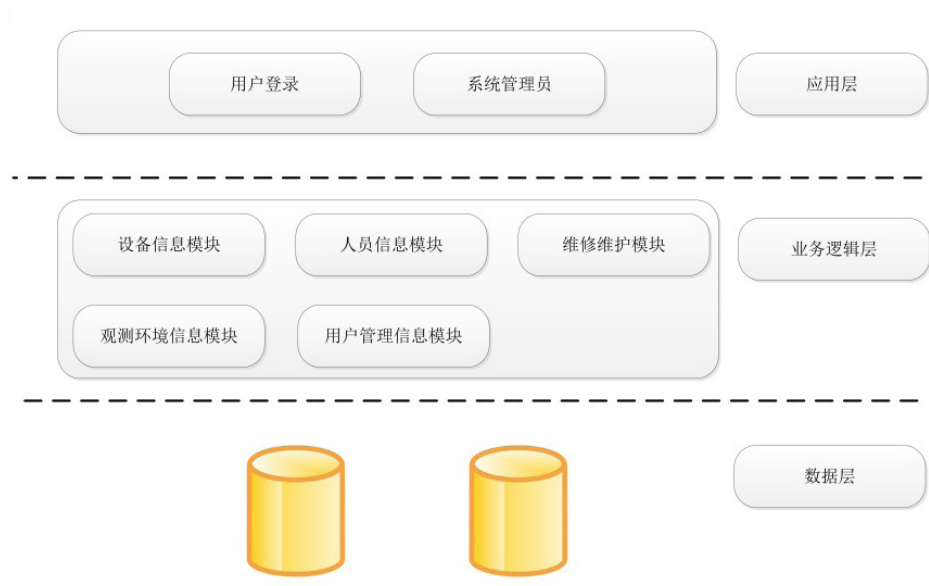 用户登录 系统管理员 应用层
设备信息模块 人员信息模块 维修维护模块 业务逻辑层
观测环境信息模块 用户管理信息模块
数据层